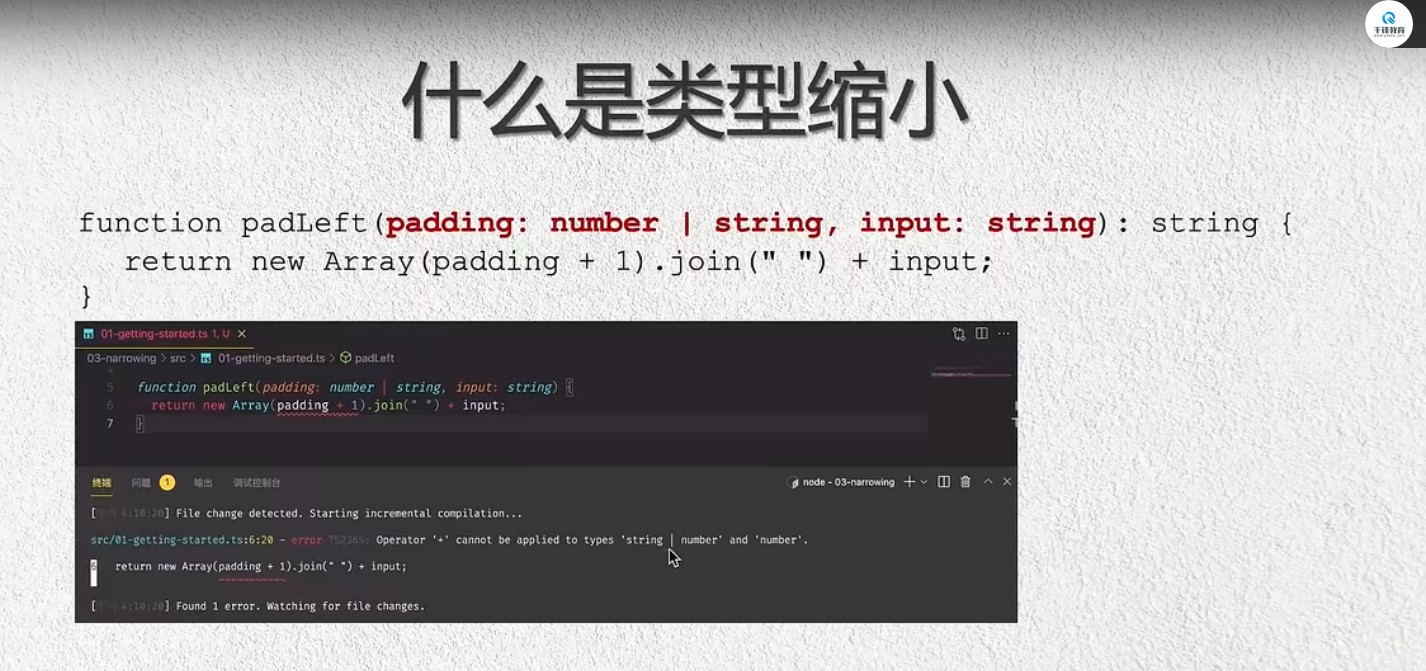 千锋教育
什么是类型缩小
function padLeft(padding: number | string, input: string): string {
return new Array(padding + 1).join(" ") + input;
}
01-getting-started.ts 1, U
03-narrowing > src > 01-getting-started.ts > padLeft
4
5 function padLeft(padding: number | string, input: string) {
6 return new Array(padding + 1).join(" ") + input;
7 }
终端 问题 1 输出 调试控制台 node - 03-narrowing
[下午 4:10:20] File change detected. Starting incremental compilation...
src/01-getting-started.ts:6:20 - error TS2365: Operator '+' cannot be applied to types 'string | number' and 'number'.
6 return new Array(padding + 1).join(" ") + input;
[下午 4:10:20] Found 1 error. Watching for file changes.